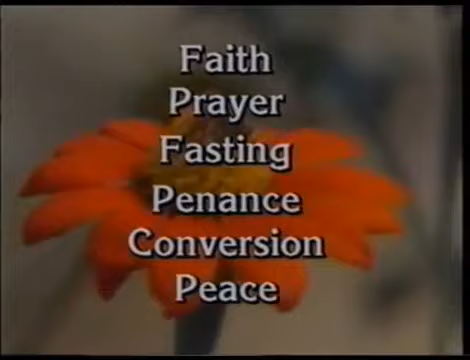 Faith
Prayer
Fasting
Penance
Conversion
Peace